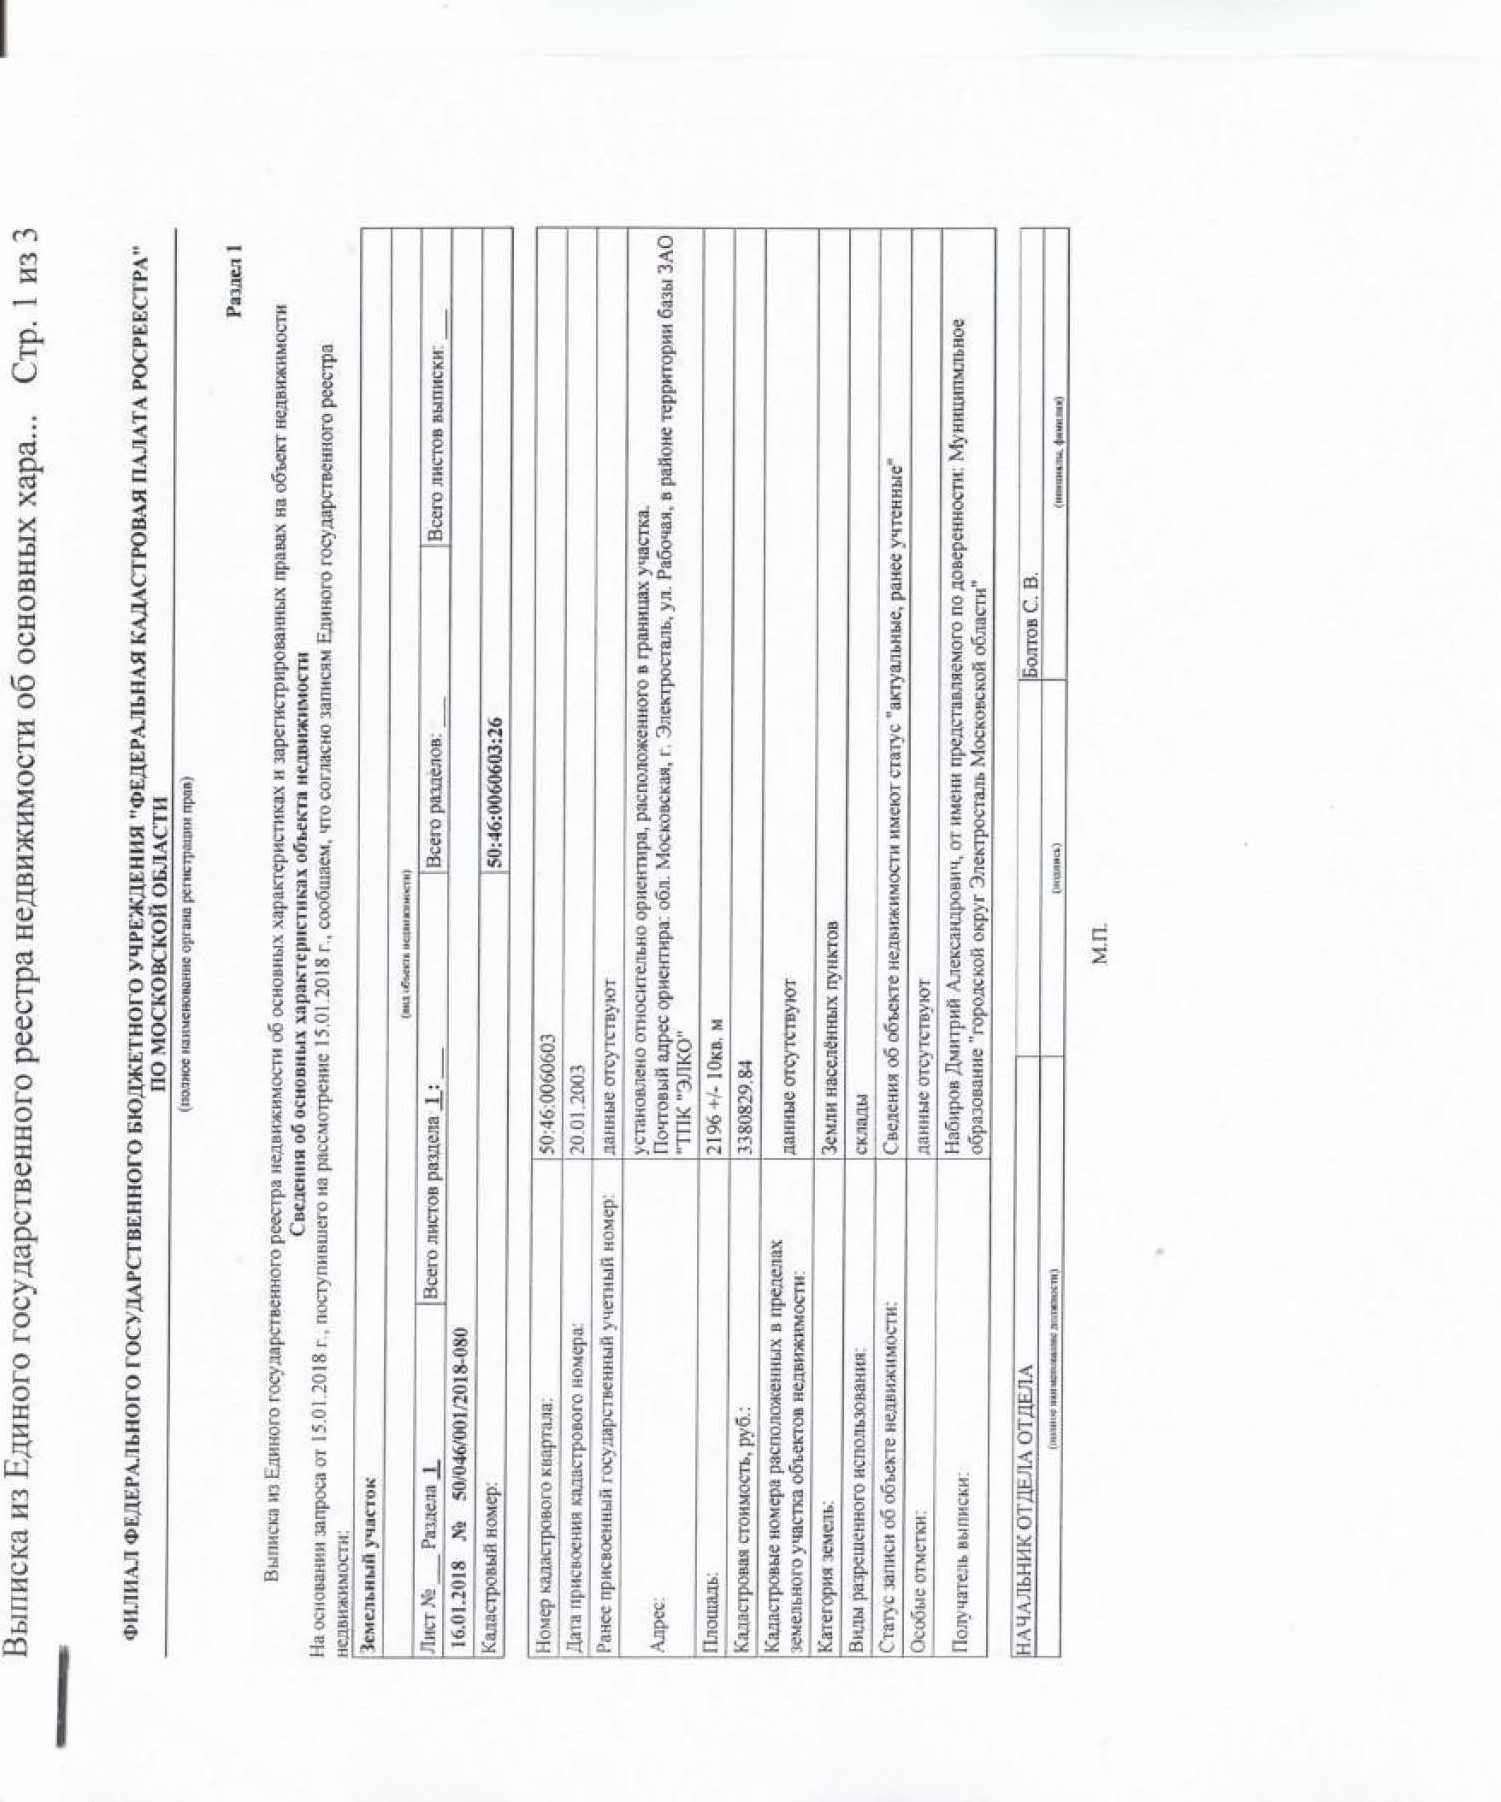 Выписка из Единого государственного реестра недвижимости об основных хара... Стр. 1 из 3
ФИЛИАЛ ФЕДЕРАЛЬНОГО ГОСУДАРСТВЕННОГО БЮДЖЕТНОГО УЧРЕЖДЕНИЯ "ФЕДЕРАЛЬНАЯ КАДАСТРОВАЯ ПАЛАТА РОСРЕЕСТРА"
ПО МОСКОВСКОЙ ОБЛАСТИ
(полное наименование органа регистрации прав)
Раздел 1
Выписка из Единого государственного реестра недвижимости об основных характеристиках и зарегистрированных правах на объект недвижимости
Сведения об основных характеристиках объекта недвижимости
На основании запроса от 15.01.2018 г., поступившего на рассмотрение 15.01.2018 г., сообщаем, что согласно записям Единого государственного реестра
недвижимости:
Земельный участок
(вид объекта недвижимости)
Лист № ___ Раздела 1 Всего листов раздела 1 : ___ Всего разделов: ___ Всего листов выписки: ___
16.01.2018 № 50/046/001/2018-080
Кадастровый номер: 50:46:0060603:26
Номер кадастрового квартала: 50:46:0060603
Дата присвоения кадастрового номера: 20.01.2003
Ранее присвоенный государственный учетный номер: данные отсутствуют
Адрес: установлено относительно ориентира, расположенного в границах участка.
Почтовый адрес ориентира: обл. Московская, г. Электросталь, ул. Рабочая, в районе территории базы ЗАО
"ТПК "ЭЛКО"
Площадь: 2196 +/- 10кв. м
Кадастровая стоимость, руб.: 3380829.84
Кадастровые номера расположенных в пределах
земельного участка объектов недвижимости: данные отсутствуют
Категория земель: Земли населённых пунктов
Виды разрешенного использования: склады
Статус записи об объекте недвижимости: Сведения об объекте недвижимости имеют статус "актуальные, ранее учтенные"
Особые отметки: данные отсутствуют
Получатель выписки: Набиров Дмитрий Александрович, от имени представляемого по доверенности: Муниципмльное
образование "городской округ Электросталь Московской области"
НАЧАЛЬНИК ОТДЕЛА ОТДЕЛА Болтов С. В.
(полное наименование должности) (подпись) (инициалы, фамилия)
М.П.